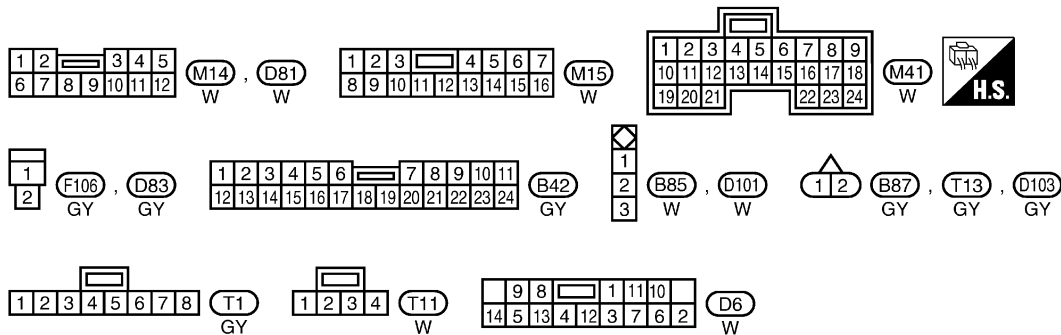 1 2 3 4 5
6 7 8 9 10 11 12
M14 , D81
W W
1 2 3 4 5 6 7
8 9 10 11 12 13 14 15 16
M15
W
1 2 3 4 5 6 7 8 9
10 11 12 13 14 15 16 17 18
19 20 21 22 23 24
M41
W
H.S.
1
2
F106 , D83
GY GY
1 2 3 4 5 6 7 8 9 10 11
12 13 14 15 16 17 18 19 20 21 22 23 24
B42
GY
1
2
3
B85 , D101
W W
1 2
B87 , T13 , D103
GY GY GY
1 2 3 4 5 6 7 8
T1
GY
1 2 3 4
T11
W
9 8 1 11 10
14 5 13 4 12 3 7 6 2
D6
W